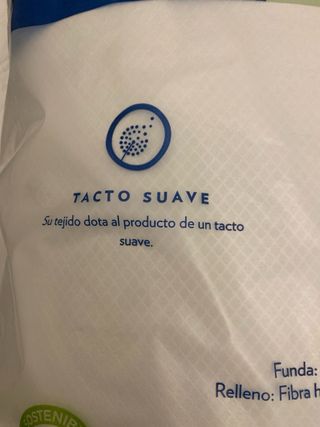 TACTO SUAVE
Su tejido dota al producto de un tacto
suave.
Funda:
Relleno: Fibra